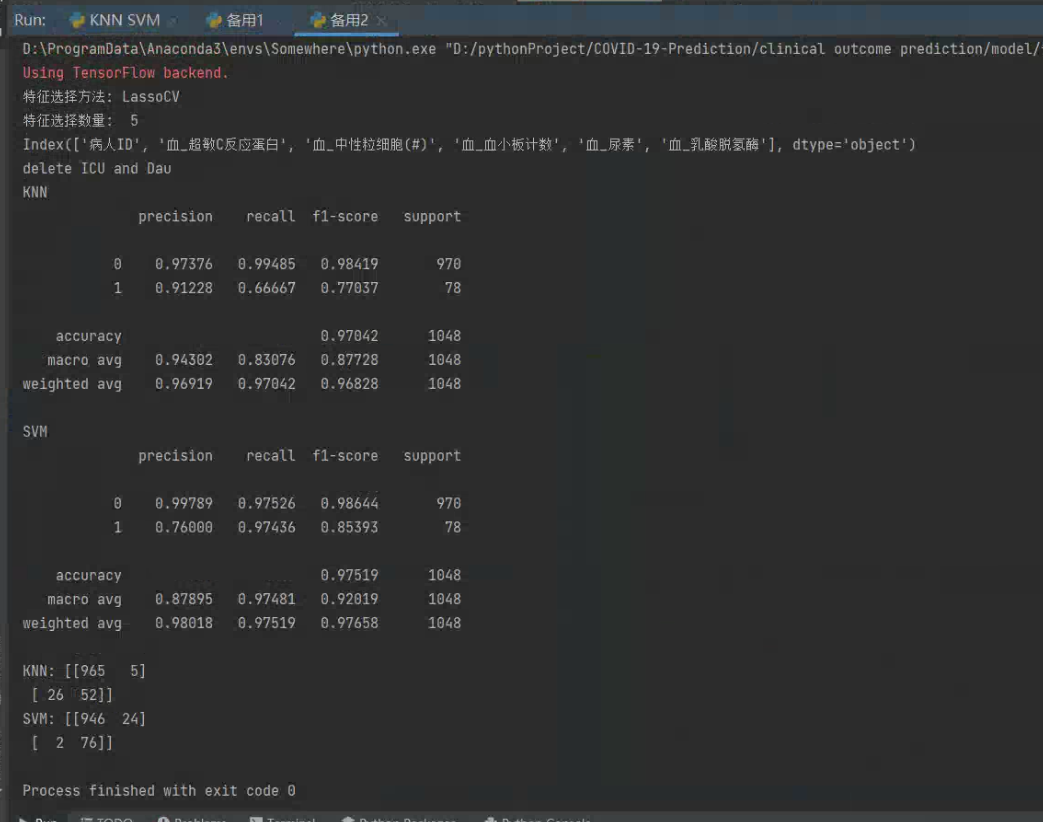 Run: KNN SVM 备用1 备用2
D:\ProgramData\Anaconda3\envs\Somewhere\python.exe "D:/pythonProject/COVID-19-Prediction/clinical outcome prediction/model/
Using TensorFlow backend.
特征选择方法: LassoCV
特征选择数量: 5
Index(['病人ID', '血_超敏C反应蛋白', '血_中性粒细胞(#)', '血_血小板计数', '血_尿素', '血_乳酸脱氢酶'], dtype='object')
delete ICU and Dau
KNN
precision recall f1-score support
0 0.97376 0.99485 0.98419 970
1 0.91228 0.66667 0.77037 78
accuracy 0.97042 1048
macro avg 0.94302 0.83076 0.87728 1048
weighted avg 0.96919 0.97042 0.96828 1048
SVM
precision recall f1-score support
0 0.99789 0.97526 0.98644 970
1 0.76000 0.97436 0.85393 78
accuracy 0.97519 1048
macro avg 0.87895 0.97481 0.92019 1048
weighted avg 0.98018 0.97519 0.97658 1048
KNN: [[965 5]
[ 26 52]]
SVM: [[946 24]
[ 2 76]]
Process finished with exit code 0
Run TODO Problems Terminal Python Packages Python Console